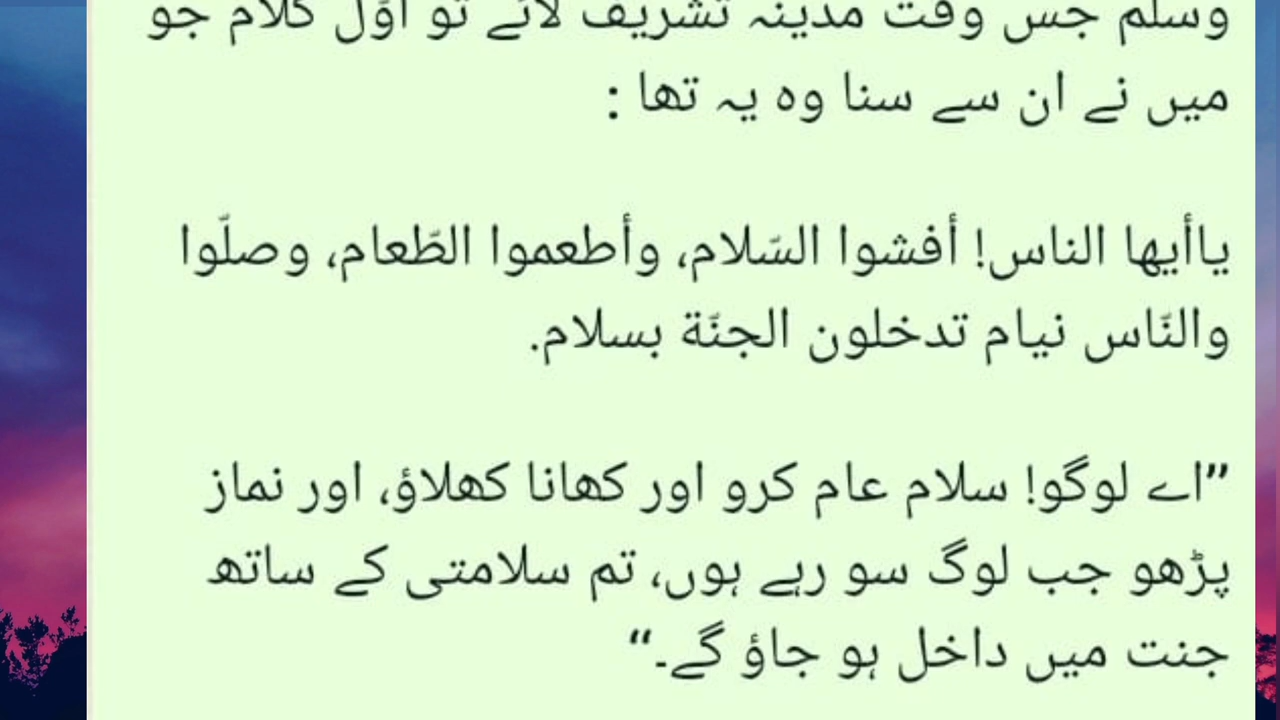 وسلم جس وقت مدینہ تشریف لائے تو اوّل کلام جو
میں نے ان سے سنا وہ یہ تھا :
ياأيها الناس! أفشوا السّلام، وأطعموا الطّعام، وصلّوا
والنّاس نيام تدخلون الجنّة بسلام.
”اے لوگو! سلام عام کرو اور کھانا کھلاؤ، اور نماز
پڑھو جب لوگ سو رہے ہوں، تم سلامتی کے ساتھ
جنت میں داخل ہو جاؤ گے۔“